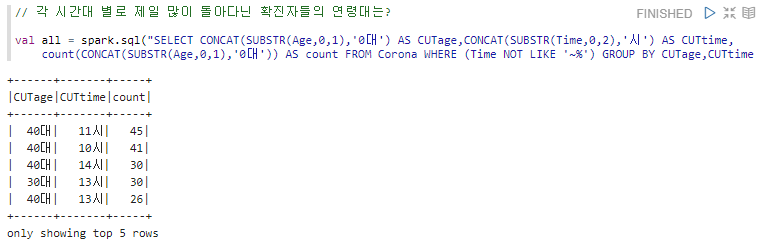 // 각 시간대 별로 제일 많이 돌아다닌 확진자들의 연령대는?
FINISHED
val all = spark.sql("SELECT CONCAT(SUBSTR(Age,0,1),'0대') AS CUTage,CONCAT(SUBSTR(Time,0,2),'시') AS CUTtime,
count(CONCAT(SUBSTR(Age,0,1),'0대')) AS count FROM Corona WHERE (Time NOT LIKE '~%') GROUP BY CUTage,CUTtime
+------+-------+-----+
|CUTage|CUTtime|count|
+------+-------+-----+
| 40대| 11시| 45|
| 40대| 10시| 41|
| 40대| 14시| 30|
| 30대| 13시| 30|
| 40대| 13시| 26|
+------+-------+-----+
only showing top 5 rows